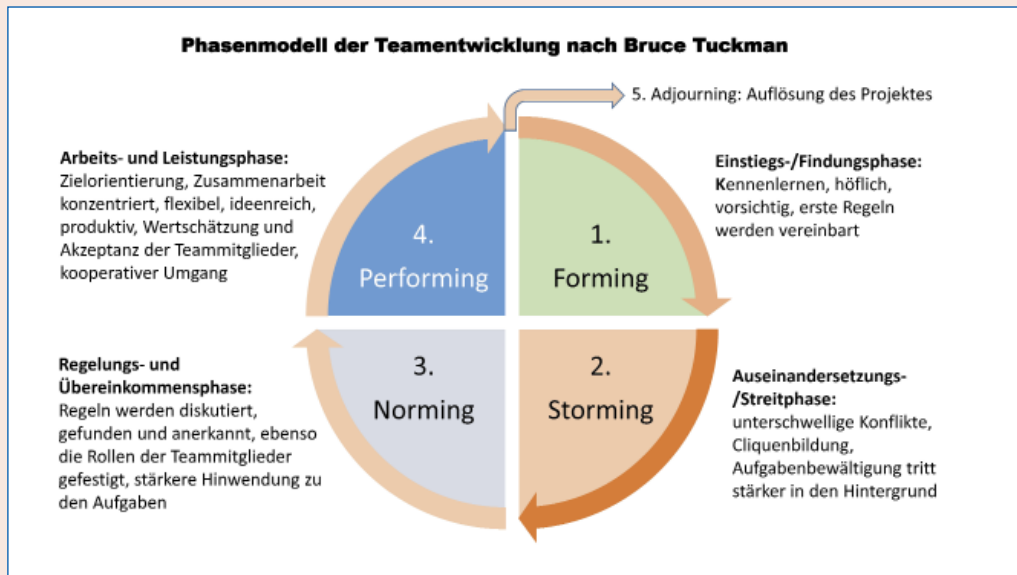 Phasenmodell der Teamentwicklung nach Bruce Tuckman
5. Adjourning: Auflösung des Projektes
Arbeits- und Leistungsphase:
Zielorientierung, Zusammenarbeit
konzentriert, flexibel, ideenreich,
produktiv, Wertschätzung und
Akzeptanz der Teammitglieder,
kooperativer Umgang
4.
Performing
1.
Forming
Einstiegs-/Findungsphase:
Kennenlernen, höflich,
vorsichtig, erste Regeln
werden vereinbart
Regelungs- und
Übereinkommensphase:
Regeln werden diskutiert,
gefunden und anerkannt, ebenso
die Rollen der Teammitglieder
gefestigt, stärkere Hinwendung zu
den Aufgaben
3.
Norming
2.
Storming
Auseinandersetzungs-
/Streitphase:
unterschwellige Konflikte,
Cliquenbildung,
Aufgabenbewältigung tritt
stärker in den Hintergrund